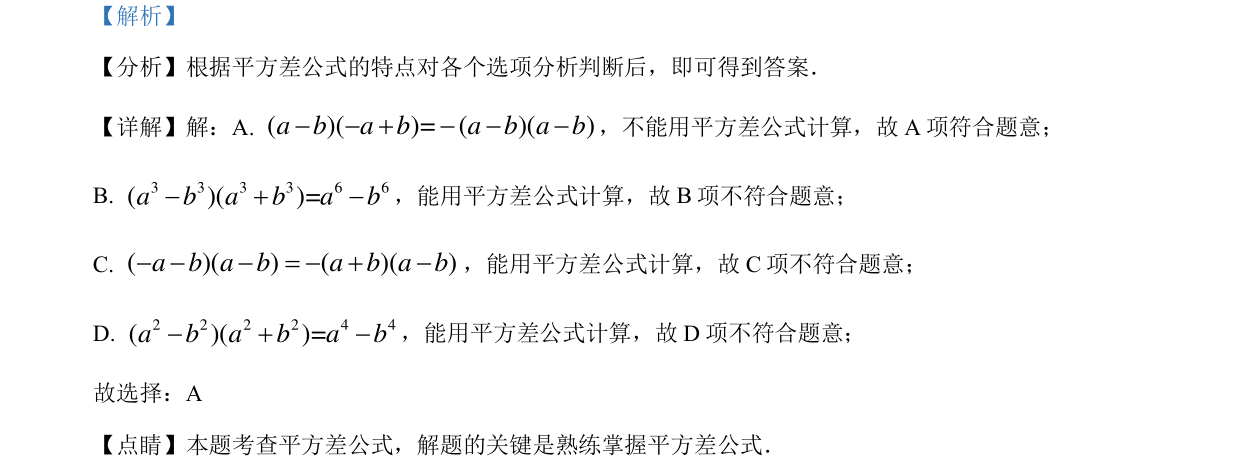 【解析】
【分析】根据平方差公式的特点对各个选项分析判断后，即可得到答案．
【详解】解：A. (a−b)(−a+b)=−(a−b)(a−b)，不能用平方差公式计算，故 A 项符合题意；
B. (a³−b³)(a³+b³)=a⁶−b⁶，能用平方差公式计算，故 B 项不符合题意；
C. (−a−b)(a−b)=−(a+b)(a−b)，能用平方差公式计算，故 C 项不符合题意；
D. (a²−b²)(a²+b²)=a⁴−b⁴，能用平方差公式计算，故 D 项不符合题意；
故选择：A
【点睛】本题考查平方差公式，解题的关键是熟练掌握平方差公式．